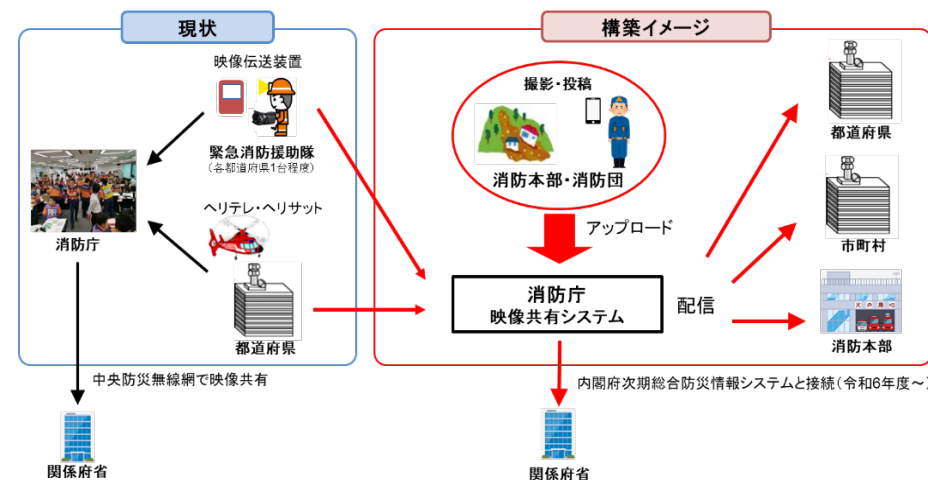 現状
映像伝送装置
緊急消防援助隊
(各都道府県1台程度)
消防庁
ヘリテレ・ヘリサット
都道府県
中央防災無線網で映像共有
関係府省
構築イメージ
撮影・投稿
消防本部・消防団
アップロード
消防庁
映像共有システム
配信
都道府県
市町村
消防本部
内閣府次期総合防災情報システムと接続(令和6年度～)
関係府省